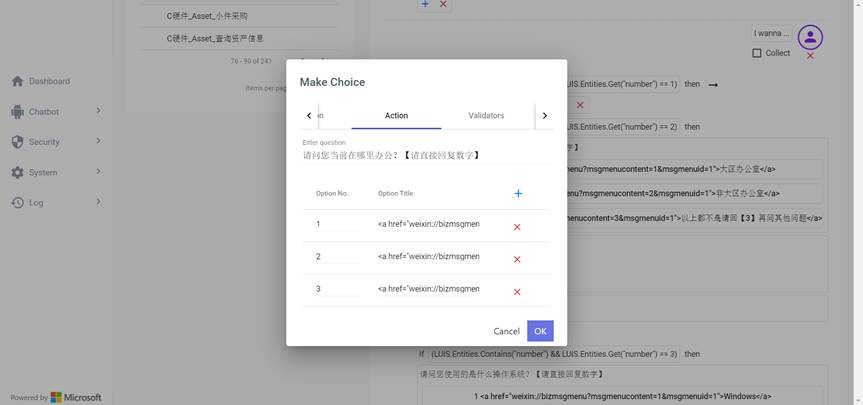 C硬件_Asset_小件采购
C硬件_Asset_查询资产信息
76 - 90 of 241
Items per pag
Dashboard
Chatbot
Security
System
Log
Powered by Microsoft
I wanna ...
Collect
LUIS.Entities.Get("number") == 1) then
LUIS.Entities.Get("number") == 2) then
字】
menu?msgmenucontent=1&msgmenuid=1">大区办公室</a>
menu?msgmenucontent=2&msgmenuid=1">非大区办公室</a>
nucontent=3&msgmenuid=1">以上都不是请回【3】再问其他问题</a>
Make Choice
on
Action
Validators
Enter question
请问您当前在哪里办公？【请直接回复数字】
Option No. Option Title
1 <a href="weixin://bizmsgmen
2 <a href="weixin://bizmsgmen
3 <a href="weixin://bizmsgmen
Cancel OK
If (LUIS.Entities.Contains("number") && LUIS.Entities.Get("number") == 3) then
请问您使用的是什么操作系统？【请直接回复数字】
1 <a href="weixin://bizmsgmenu?msgmenucontent=1&msgmenuid=1">Windows</a>